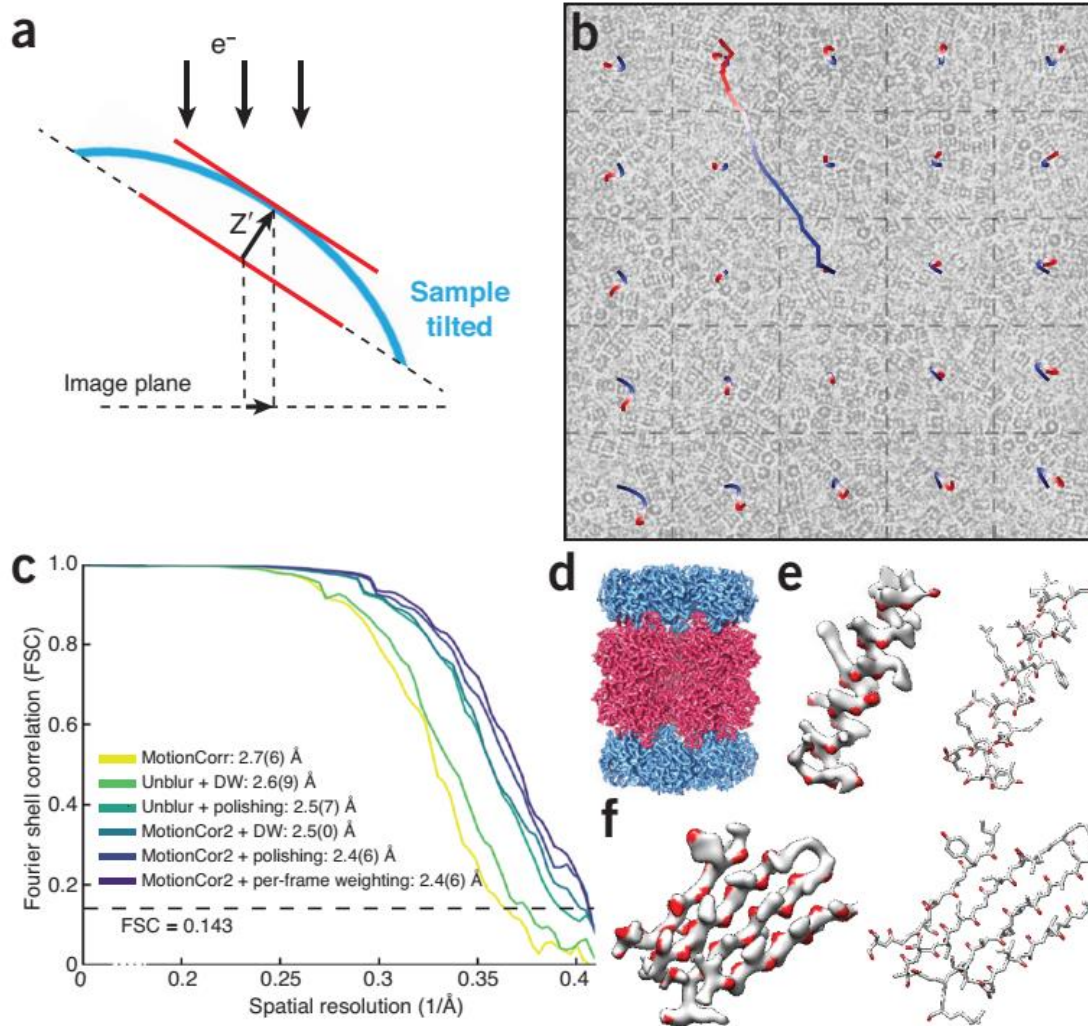 a
e−
Z′
Sample
tilted
Image plane
b
c
Fourier shell correlation (FSC)
1.0
0.8
0.6
0.4
0.2
0
MotionCorr: 2.7(6) Å
Unblur + DW: 2.6(9) Å
Unblur + polishing: 2.5(7) Å
MotionCor2 + DW: 2.5(0) Å
MotionCor2 + polishing: 2.4(6) Å
MotionCor2 + per-frame weighting: 2.4(6) Å
FSC = 0.143
0 0.2 0.25 0.3 0.35 0.4
Spatial resolution (1/Å)
d
e
f